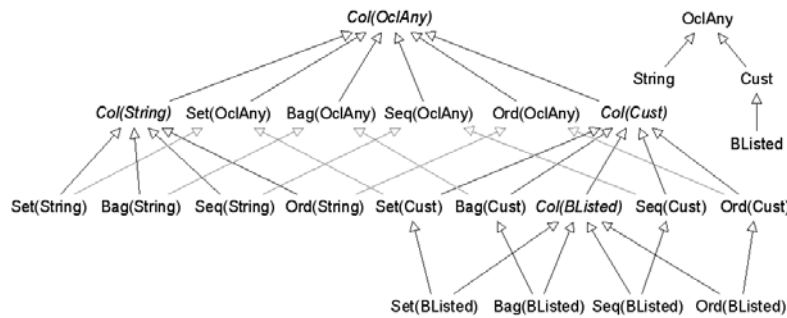 Col(OclAny) OclAny
String Cust
Col(String) Set(OclAny) Bag(OclAny) Seq(OclAny) Ord(OclAny) Col(Cust)
BListed
Set(String) Bag(String) Seq(String) Ord(String) Set(Cust) Bag(Cust) Col(BListed) Seq(Cust) Ord(Cust)
Set(BListed) Bag(BListed) Seq(BListed) Ord(BListed)